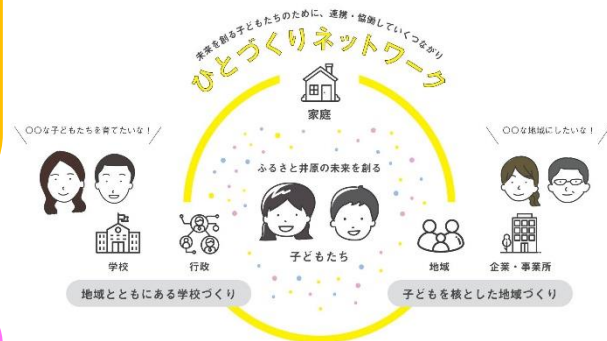 未来を創る子どもたちのために、連携・協働していくつながり
ひとづくりネットワーク
家庭
〇〇な子どもたちを育てたいな!
〇〇な地域にしたいな!
ふるさと井原の未来を創る
子どもたち
学校
行政
地域
企業・事業所
地域とともにある学校づくり
子どもを核とした地域づくり